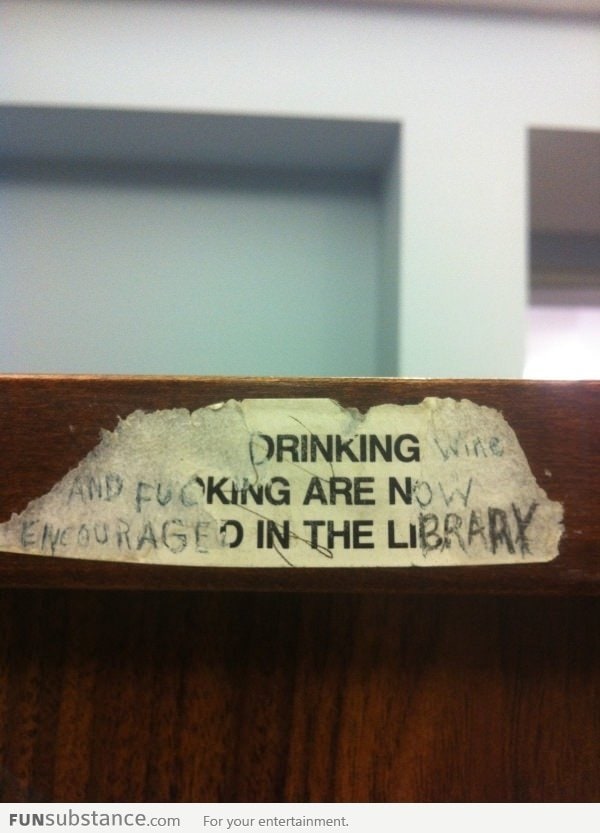 DRINKING Wine
AND FUCKING ARE NOW
ENCOURAGED IN THE LIBRARY
FUNsubstance.com For your entertainment.